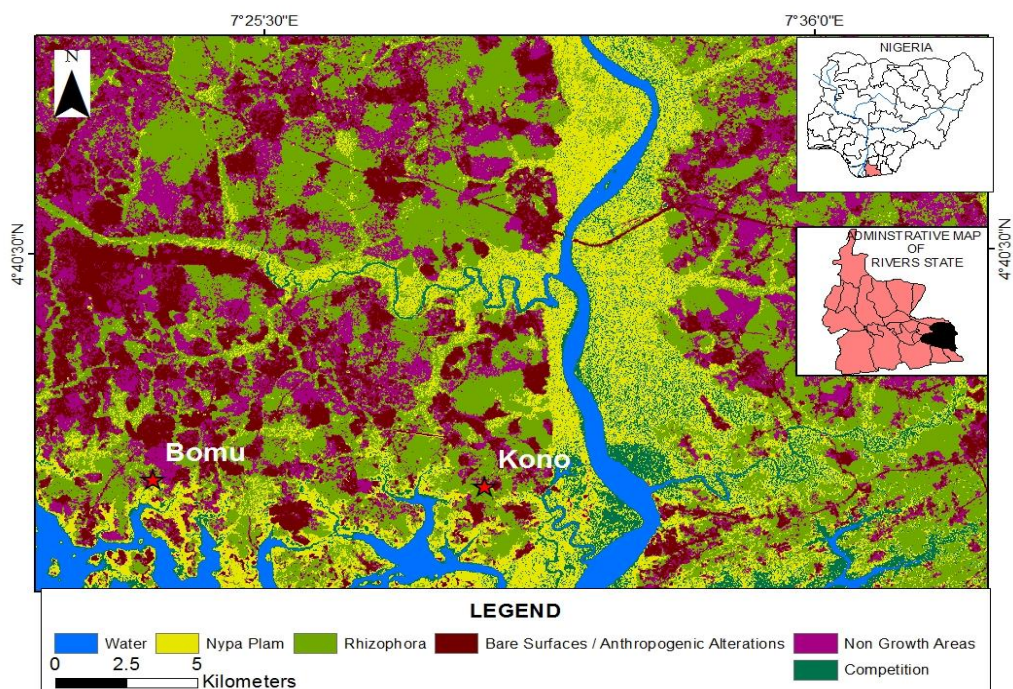 7°25'30"E
7°36'0"E
N
NIGERIA
4°40'30"N
4°40'30"N
ADMINSTRATIVE MAP
OF
RIVERS STATE
Bomu
Kono
LEGEND
Water
Nypa Plam
Rhizophora
Bare Surfaces / Anthropogenic Alterations
Non Growth Areas
0 2.5 5
Competition
Kilometers